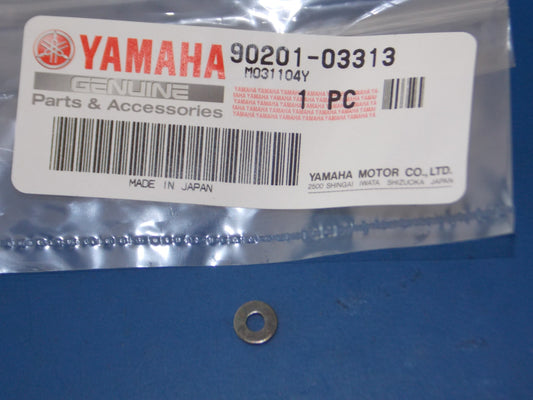 YAMAHA 90201-03313
GENUINE M031104Y
Parts & Accessories 1 PC
MADE IN JAPAN
YAMAHA MOTOR CO., LTD.
2500 SHINGAI IWATA SHIZUOKA JAPAN